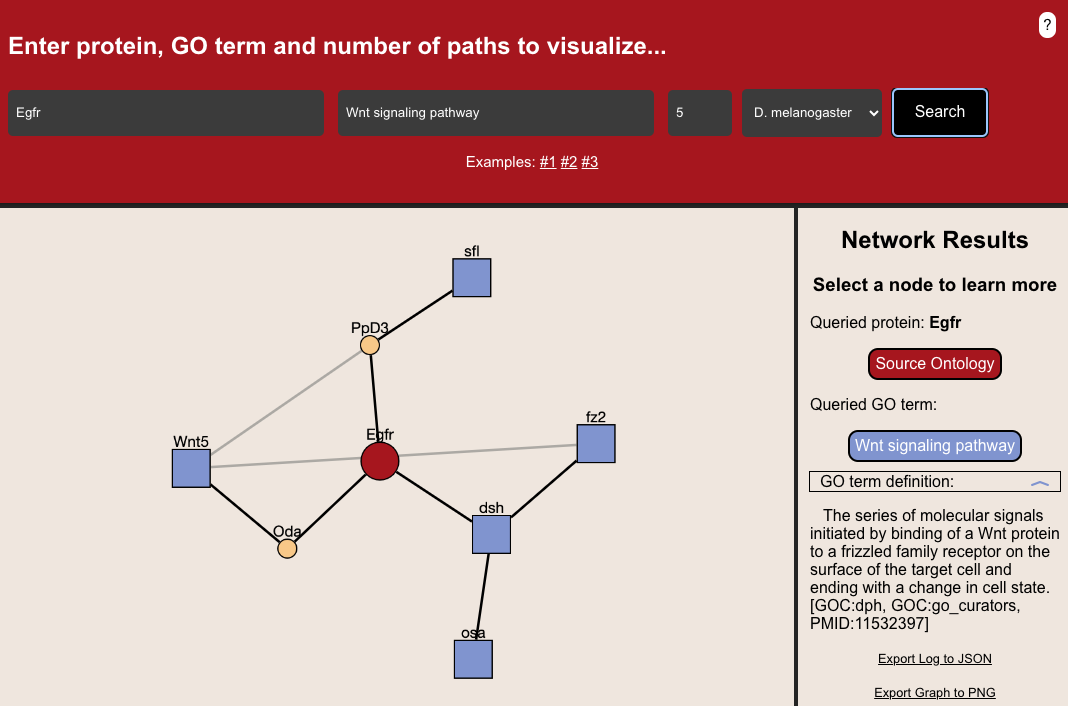 ?
Enter protein, GO term and number of paths to visualize...
Egfr
Wnt signaling pathway
5
D. melanogaster
Search
Examples: #1 #2 #3
sfl
PpD3
fz2
Egfr
Wnt5
dsh
Oda
osa
Network Results
Select a node to learn more
Queried protein: Egfr
Source Ontology
Queried GO term:
Wnt signaling pathway
GO term definition:
The series of molecular signals
initiated by binding of a Wnt protein
to a frizzled family receptor on the
surface of the target cell and
ending with a change in cell state.
[GOC:dph, GOC:go_curators,
PMID:11532397]
Export Log to JSON
Export Graph to PNG